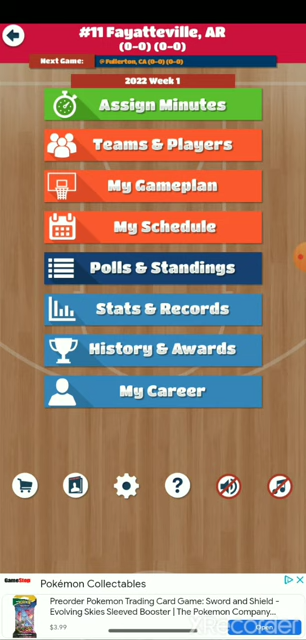 #11 Fayatteville, AR
(0-0) (0-0)
Next Game:
@ Fullerton, CA (0-0) (0-0)
2022 Week 1
Assign Minutes
Teams & Players
My Gameplan
My Schedule
Polls & Standings
Stats & Records
History & Awards
My Career
?
GameStop
Pokémon Collectables
Preorder Pokemon Trading Card Game: Sword and Shield -
Evolving Skies Sleeved Booster | The Pokemon Company...
$3.99
Open
XRecorder